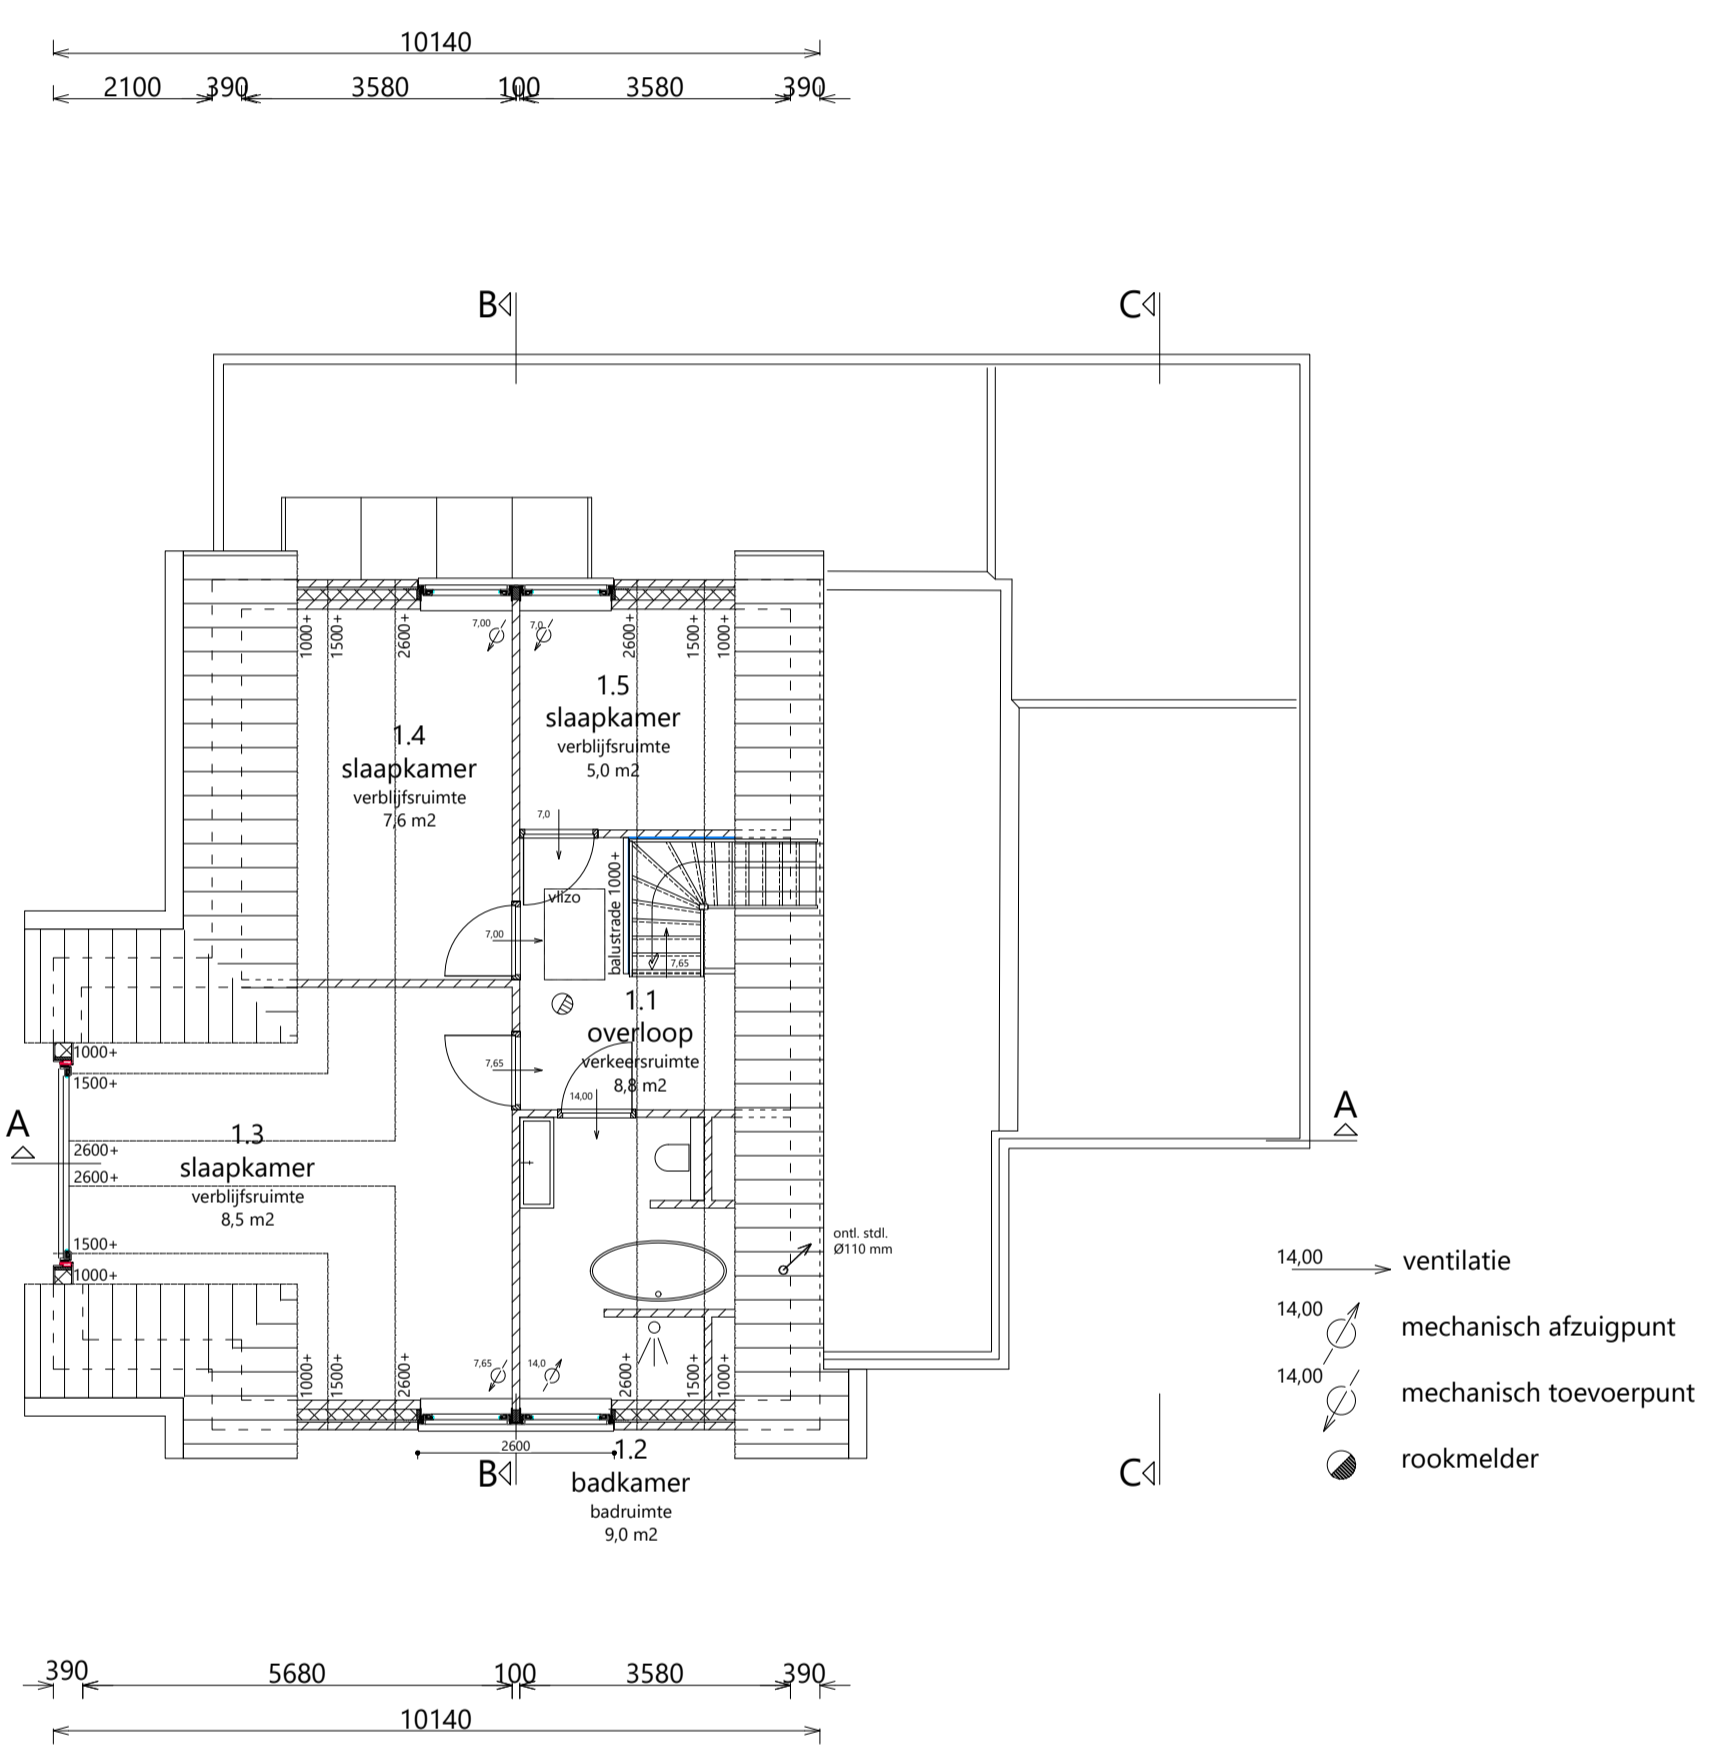 10140
2100 390 3580 100 3580 390
B C
1000+ 1500+ 2600+ 7,00 7,0 2600+ 1500+ 1000+
1.5
slaapkamer
verblijfsruimte
5,0 m2
1.4
slaapkamer
verblijfsruimte
7,6 m2
7,0
vlizo
balustrade 1000+
7,00
7,65
1.1
overloop
verkeersruimte
8,8 m2
7,65
14,00
1000+
1500+
A A
2600+
2600+
1.3
slaapkamer
verblijfsruimte
8,5 m2
1500+
1000+
ontl. stdl.
Ø110 mm
14,00 ventilatie
14,00 mechanisch afzuigpunt
14,00 mechanisch toevoerpunt
rookmelder
1000+ 1500+ 2600+ 7,65 14,0 2600+ 1500+ 1000+
2600
B C
1.2
badkamer
badruimte
9,0 m2
390 5680 100 3580 390
10140